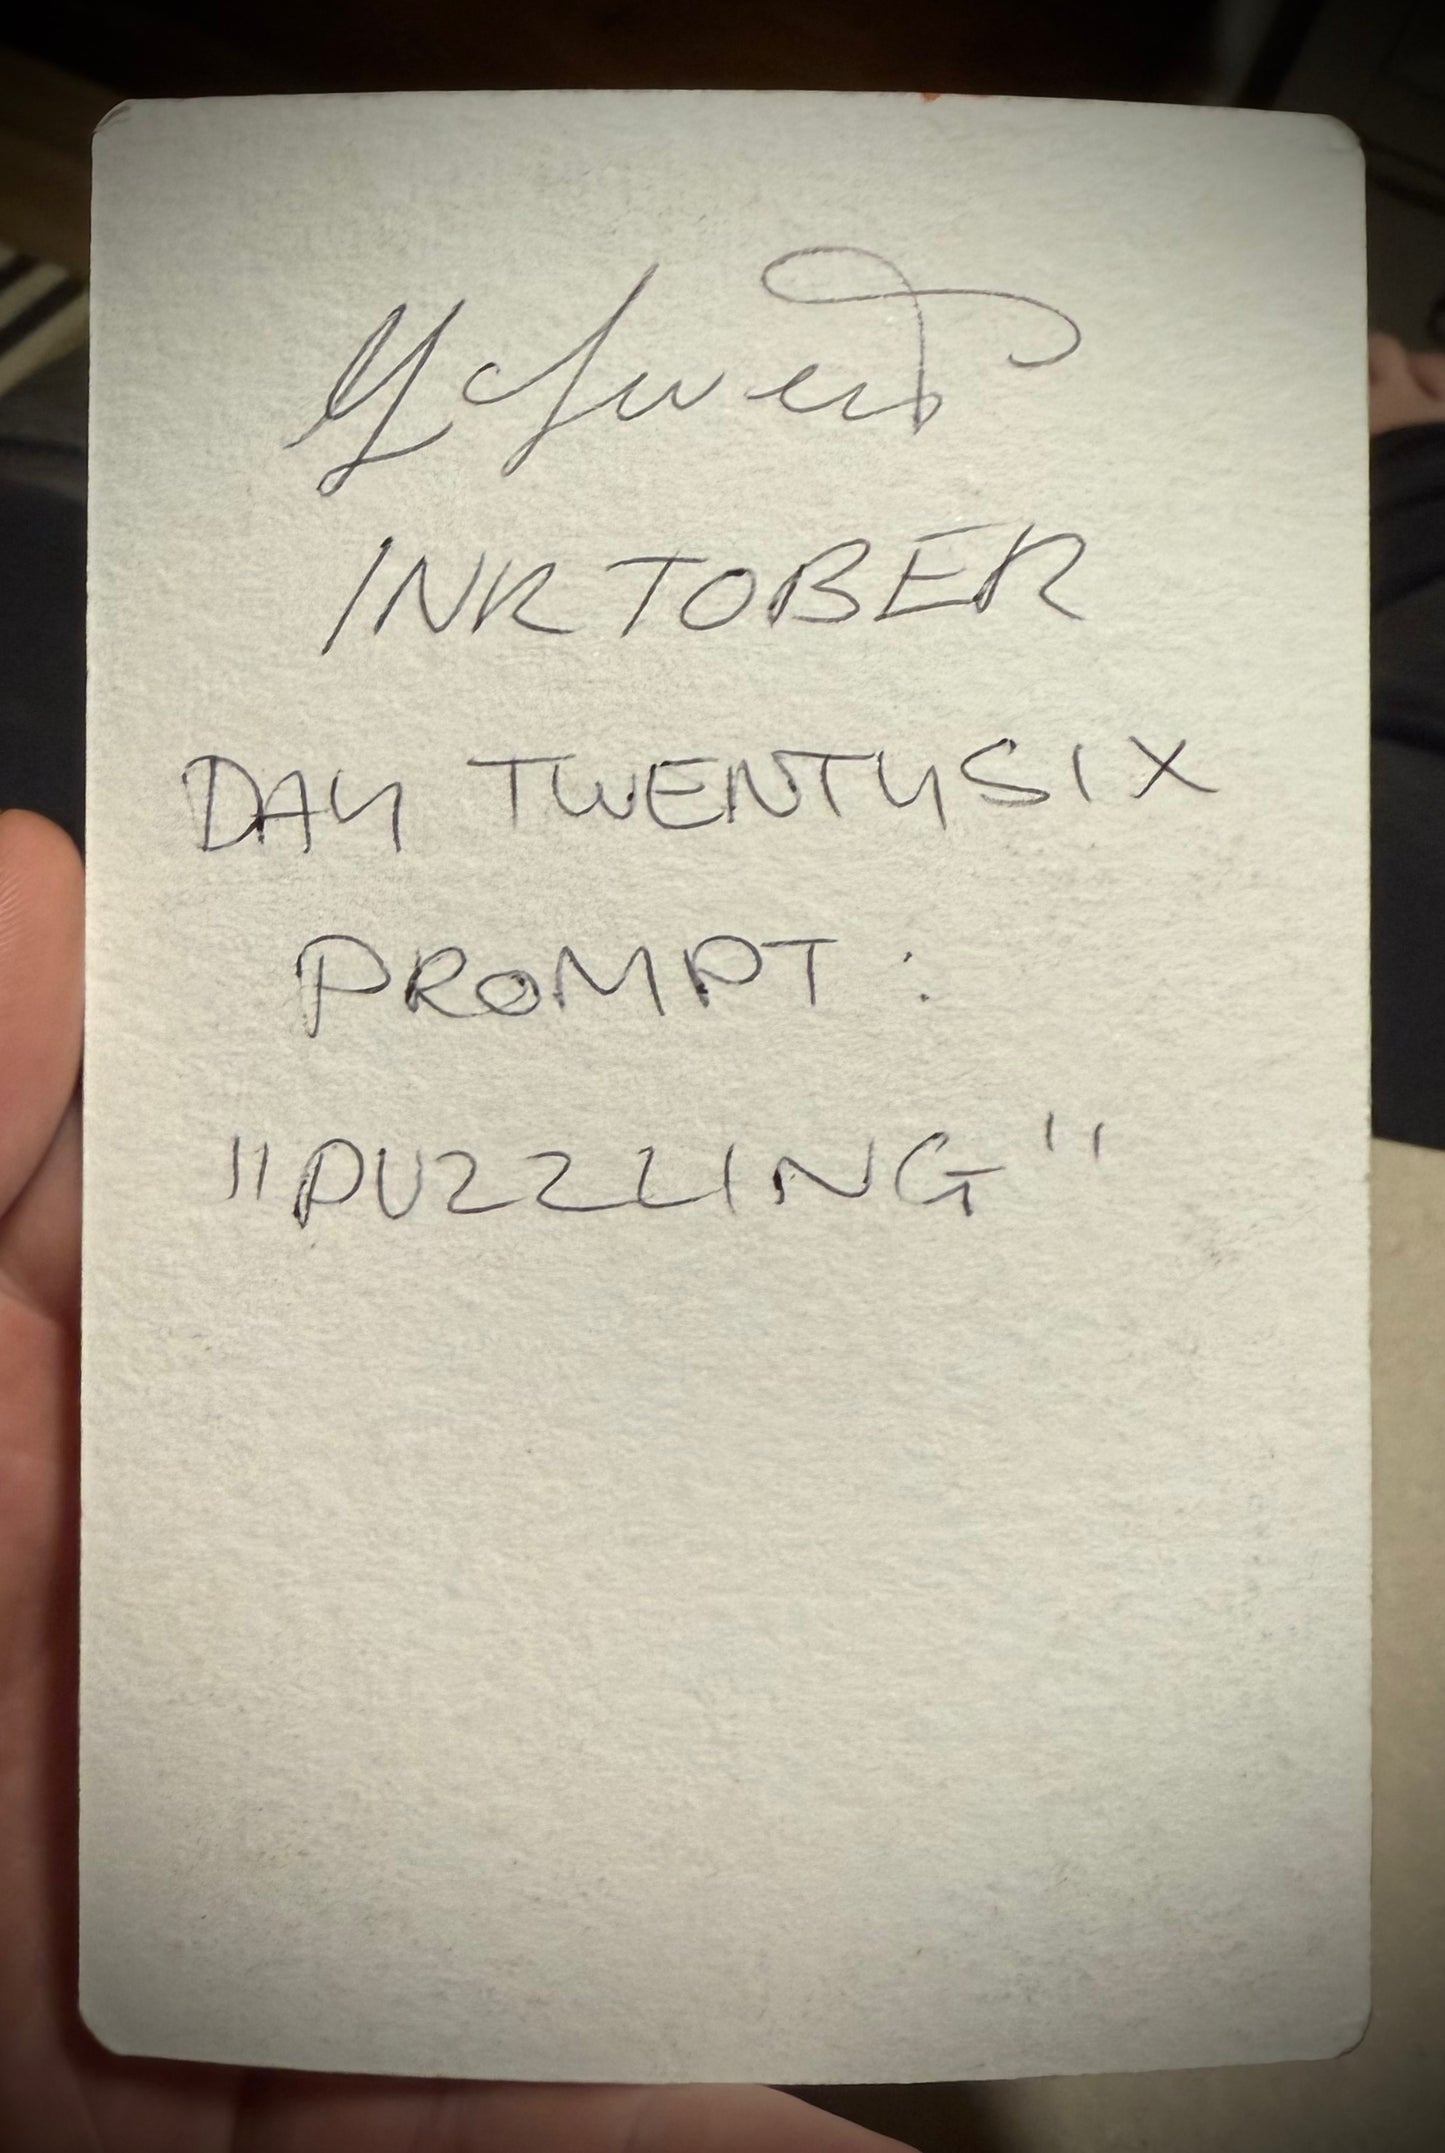 INKTOBER
DAY TWENTYSIX
PROMPT:
"PUZZLING"